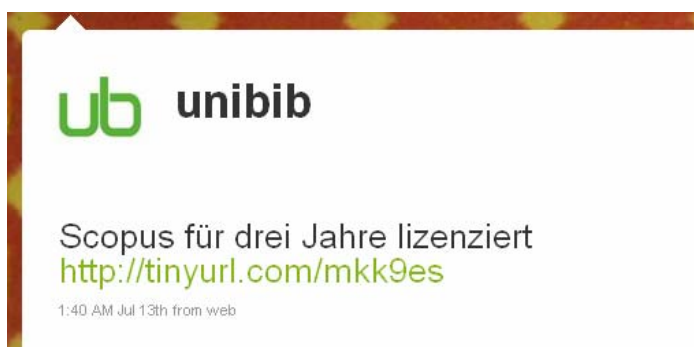 ub unibib
Scopus für drei Jahre lizenziert
http://tinyurl.com/mkk9es
1:40 AM Jul 13th from web